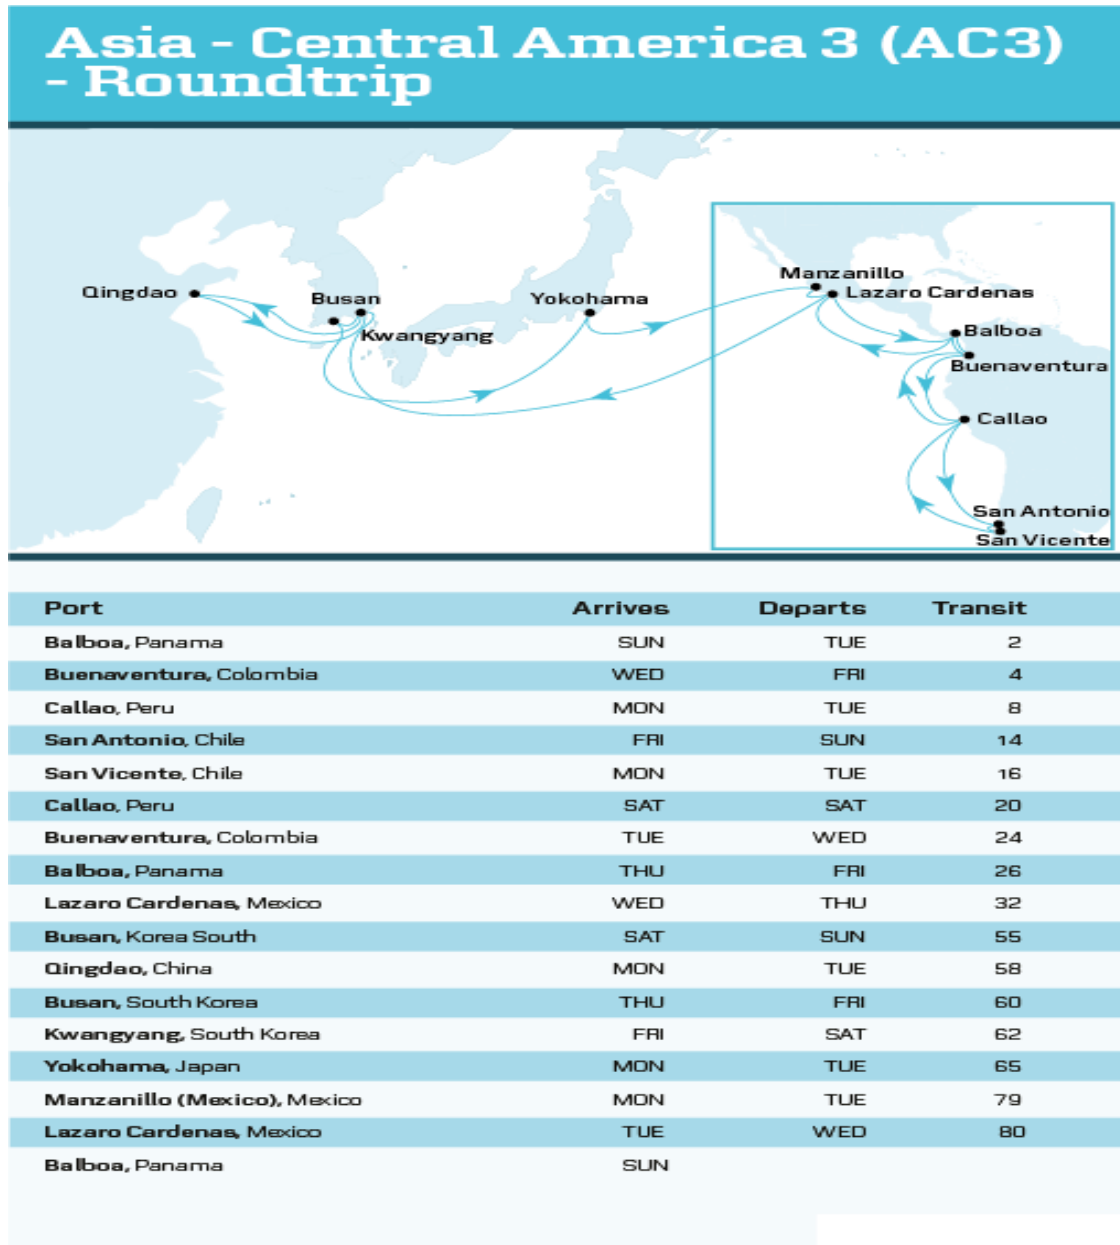 Asia - Central America 3 (AC3)
- Roundtrip
Qingdao
Busan
Kwangyang
Yokohama
Manzanillo
Lazaro Cardenas
Balboa
Buenaventura
Callao
San Antonio
San Vicente
Port Arrives Departs Transit
Balboa, Panama SUN TUE 2
Buenaventura, Colombia WED FRI 4
Callao, Peru MON TUE 8
San Antonio, Chile FRI SUN 14
San Vicente, Chile MON TUE 16
Callao, Peru SAT SAT 20
Buenaventura, Colombia TUE WED 24
Balboa, Panama THU FRI 26
Lazaro Cardenas, Mexico WED THU 32
Busan, Korea South SAT SUN 55
Qingdao, China MON TUE 58
Busan, South Korea THU FRI 60
Kwangyang, South Korea FRI SAT 62
Yokohama, Japan MON TUE 65
Manzanillo (Mexico), Mexico MON TUE 79
Lazaro Cardenas, Mexico TUE WED 80
Balboa, Panama SUN